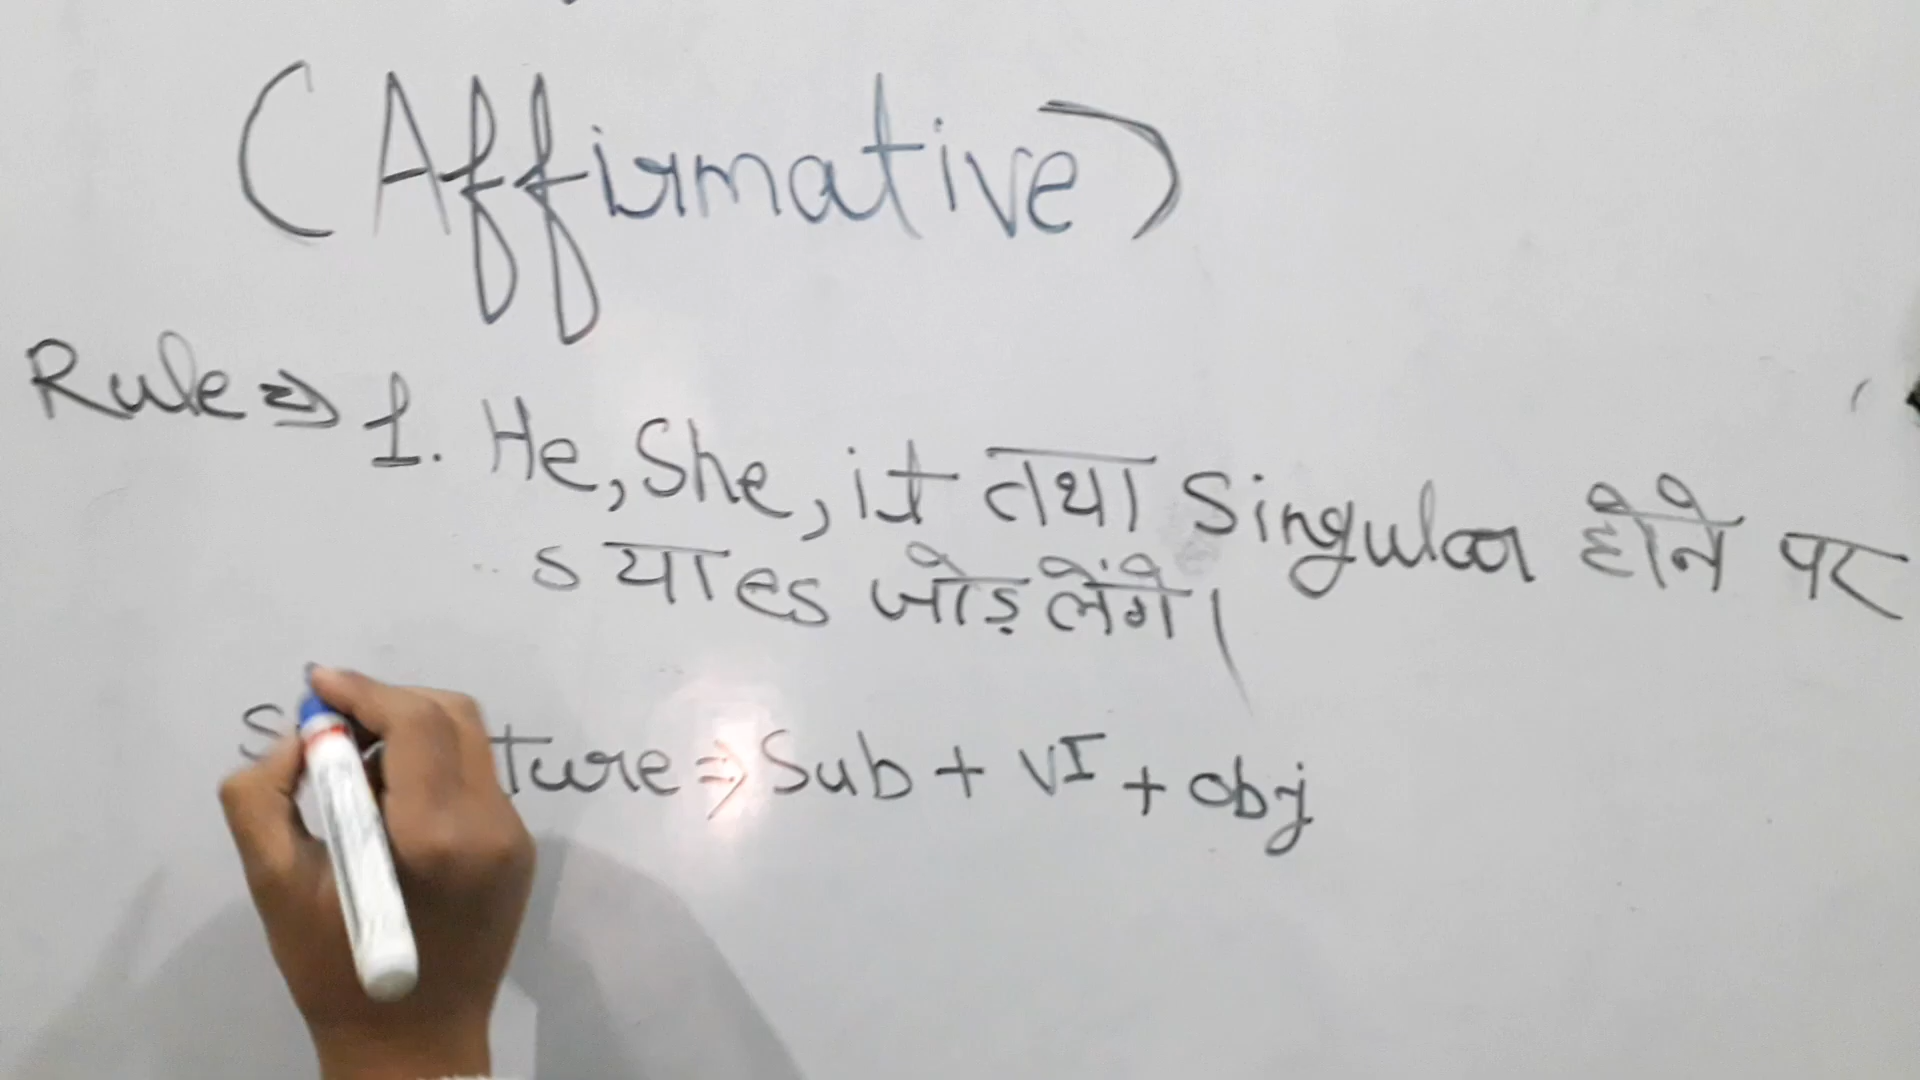 (Affirmative)
Rule ⇒ 1. He, She, it तथा Singular होने पर
s या es जोड़ लेंगे।
ture ⇒ Sub + VI + obj